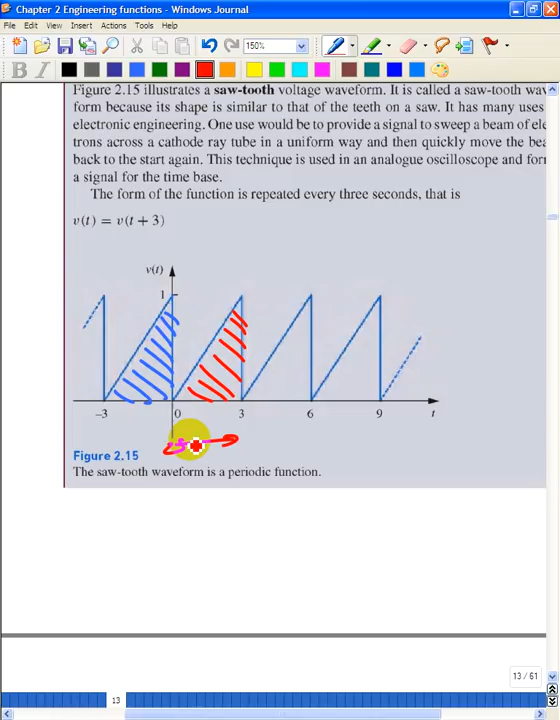 Chapter 2 Engineering functions - Windows Journal
File Edit View Insert Actions Tools Help
150%
B I
Figure 2.15 illustrates a saw-tooth voltage waveform. It is called a saw-tooth wav
form because its shape is similar to that of the teeth on a saw. It has many uses
electronic engineering. One use would be to provide a signal to sweep a beam of ele
trons across a cathode ray tube in a uniform way and then quickly move the bea
back to the start again. This technique is used in an analogue oscilloscope and for
a signal for the time base.
The form of the function is repeated every three seconds, that is
v(t) = v(t + 3)
v(t)
1
-3 0 3 6 9 t
Figure 2.15
The saw-tooth waveform is a periodic function.
13 / 61
13